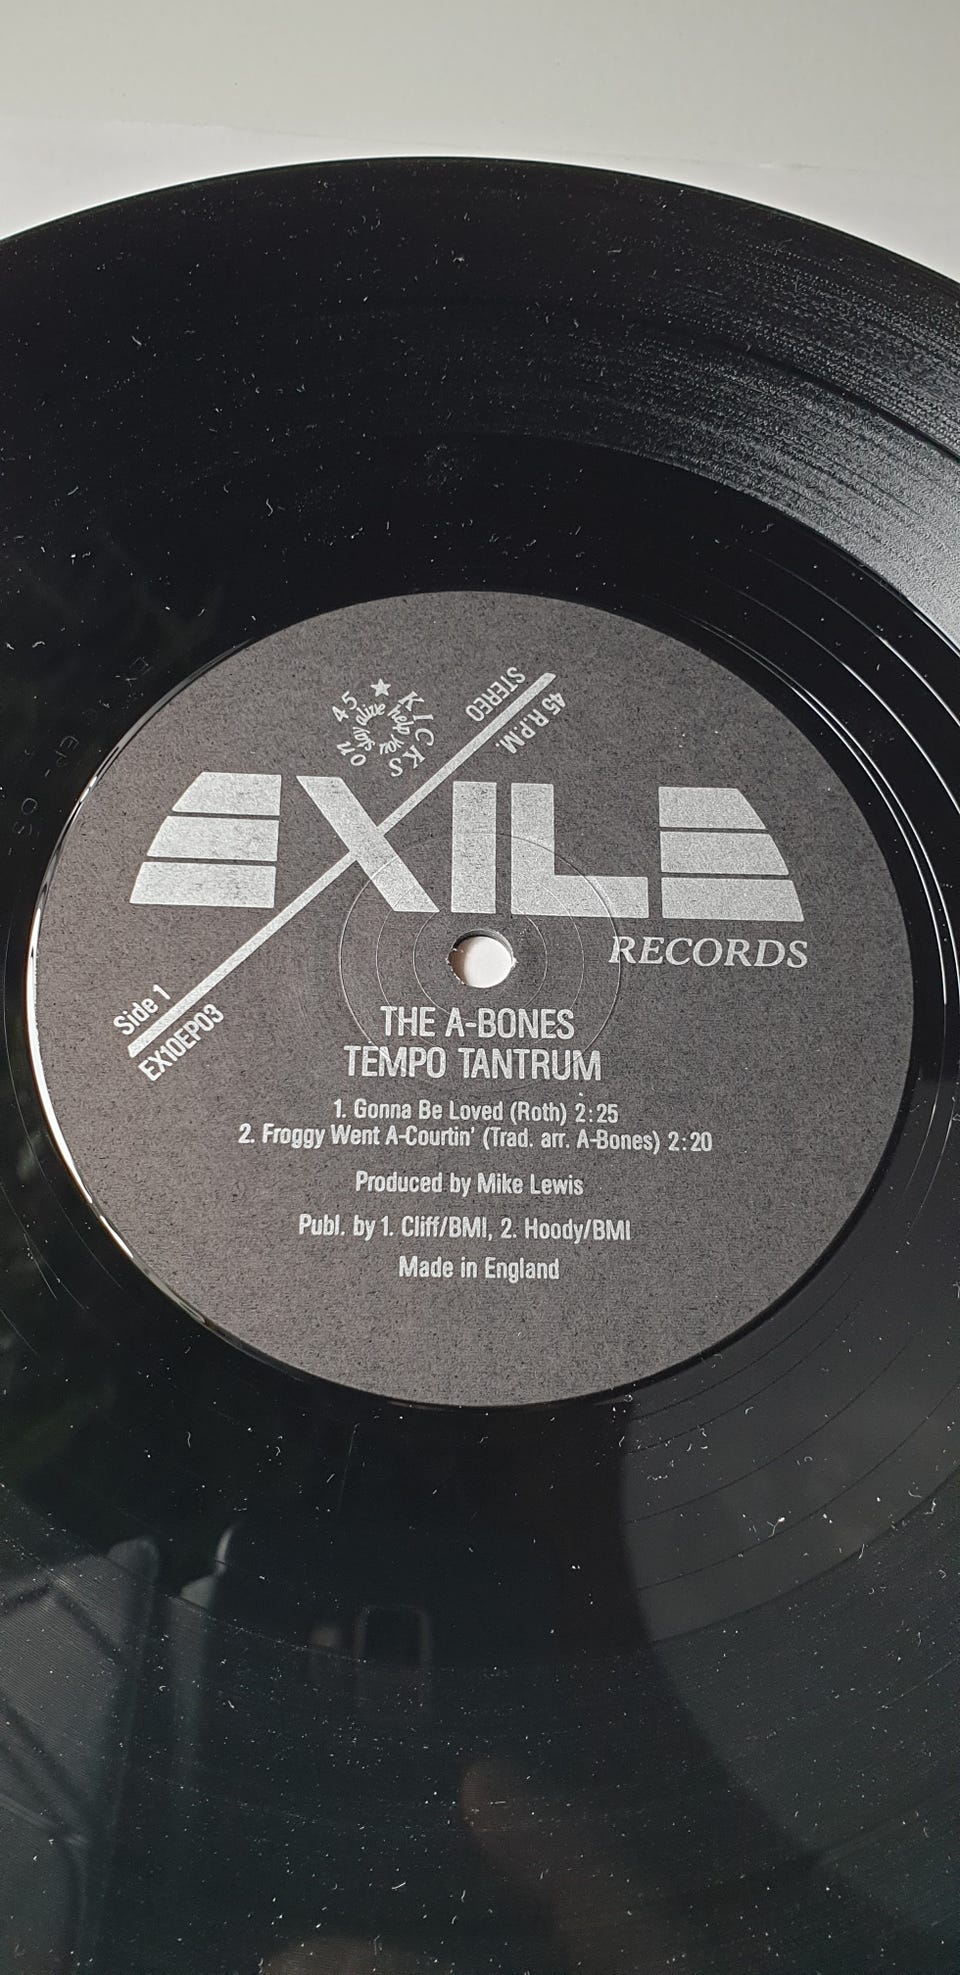 KICKS on 45
help you stay alive
STEREO
45 R.P.M.
EXILE
RECORDS
Side 1
EX10EP03
THE A-BONES
TEMPO TANTRUM
1. Gonna Be Loved (Roth) 2:25
2. Froggy Went A-Courtin' (Trad. arr. A-Bones) 2:20
Produced by Mike Lewis
Publ. by 1. Cliff/BMI, 2. Hoody/BMI
Made in England